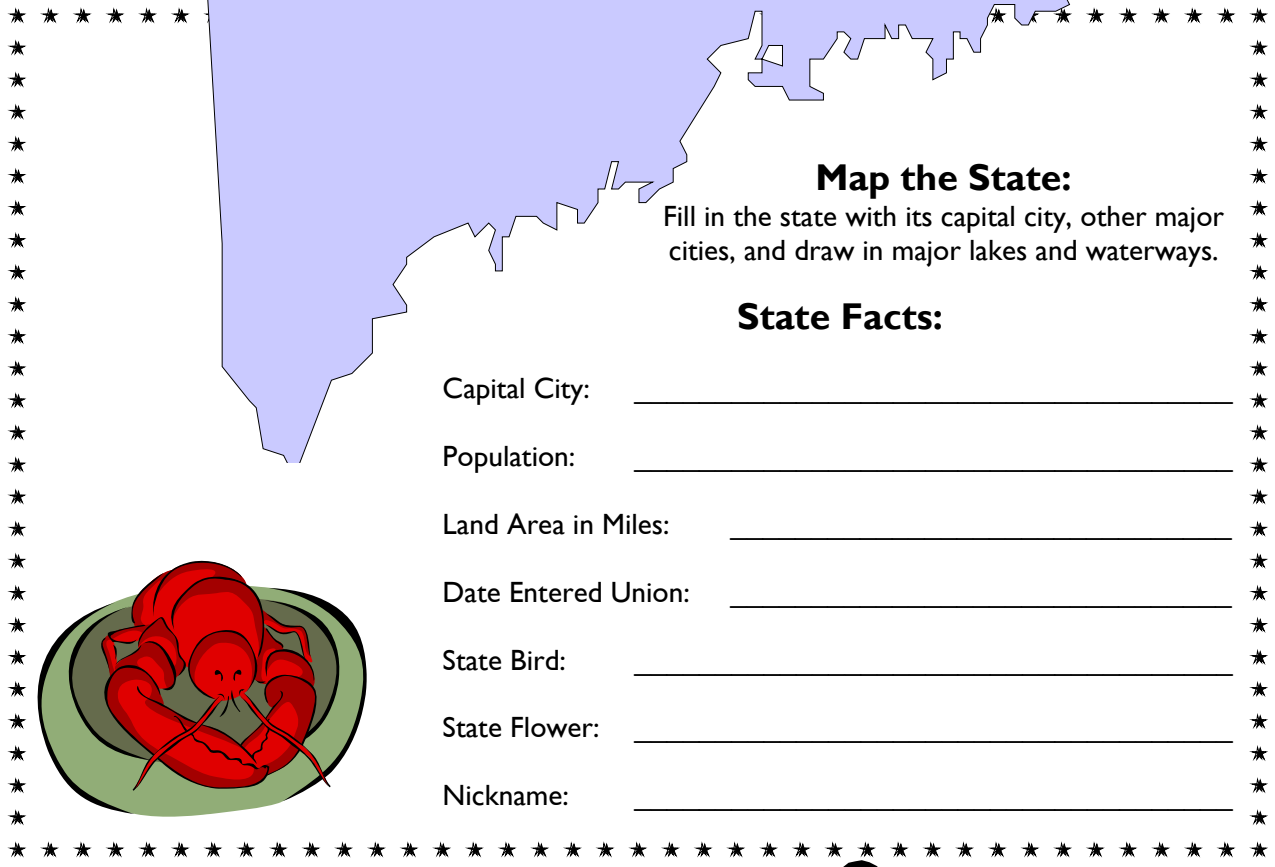 Map the State:
Fill in the state with its capital city, other major
cities, and draw in major lakes and waterways.
State Facts:
Capital City:
Population:
Land Area in Miles:
Date Entered Union:
State Bird:
State Flower:
Nickname: